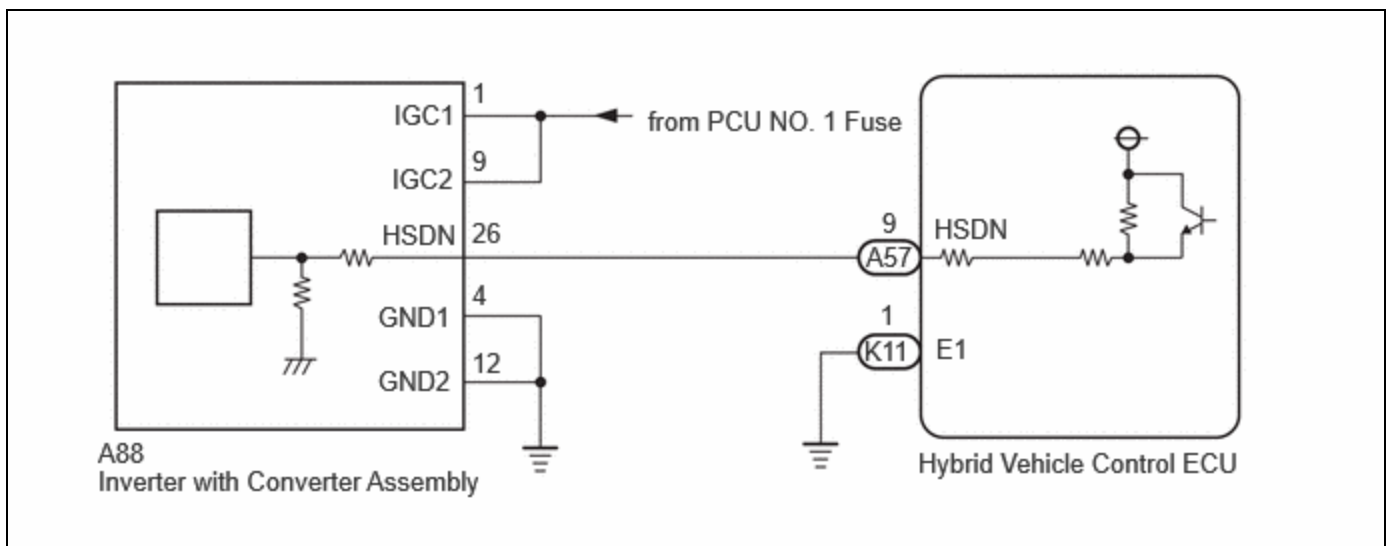 IGC1
1
from PCU NO. 1 Fuse
IGC2
9
HSDN
26
9
A57
HSDN
GND1
4
GND2
12
1
K11
E1
A88
Inverter with Converter Assembly
Hybrid Vehicle Control ECU